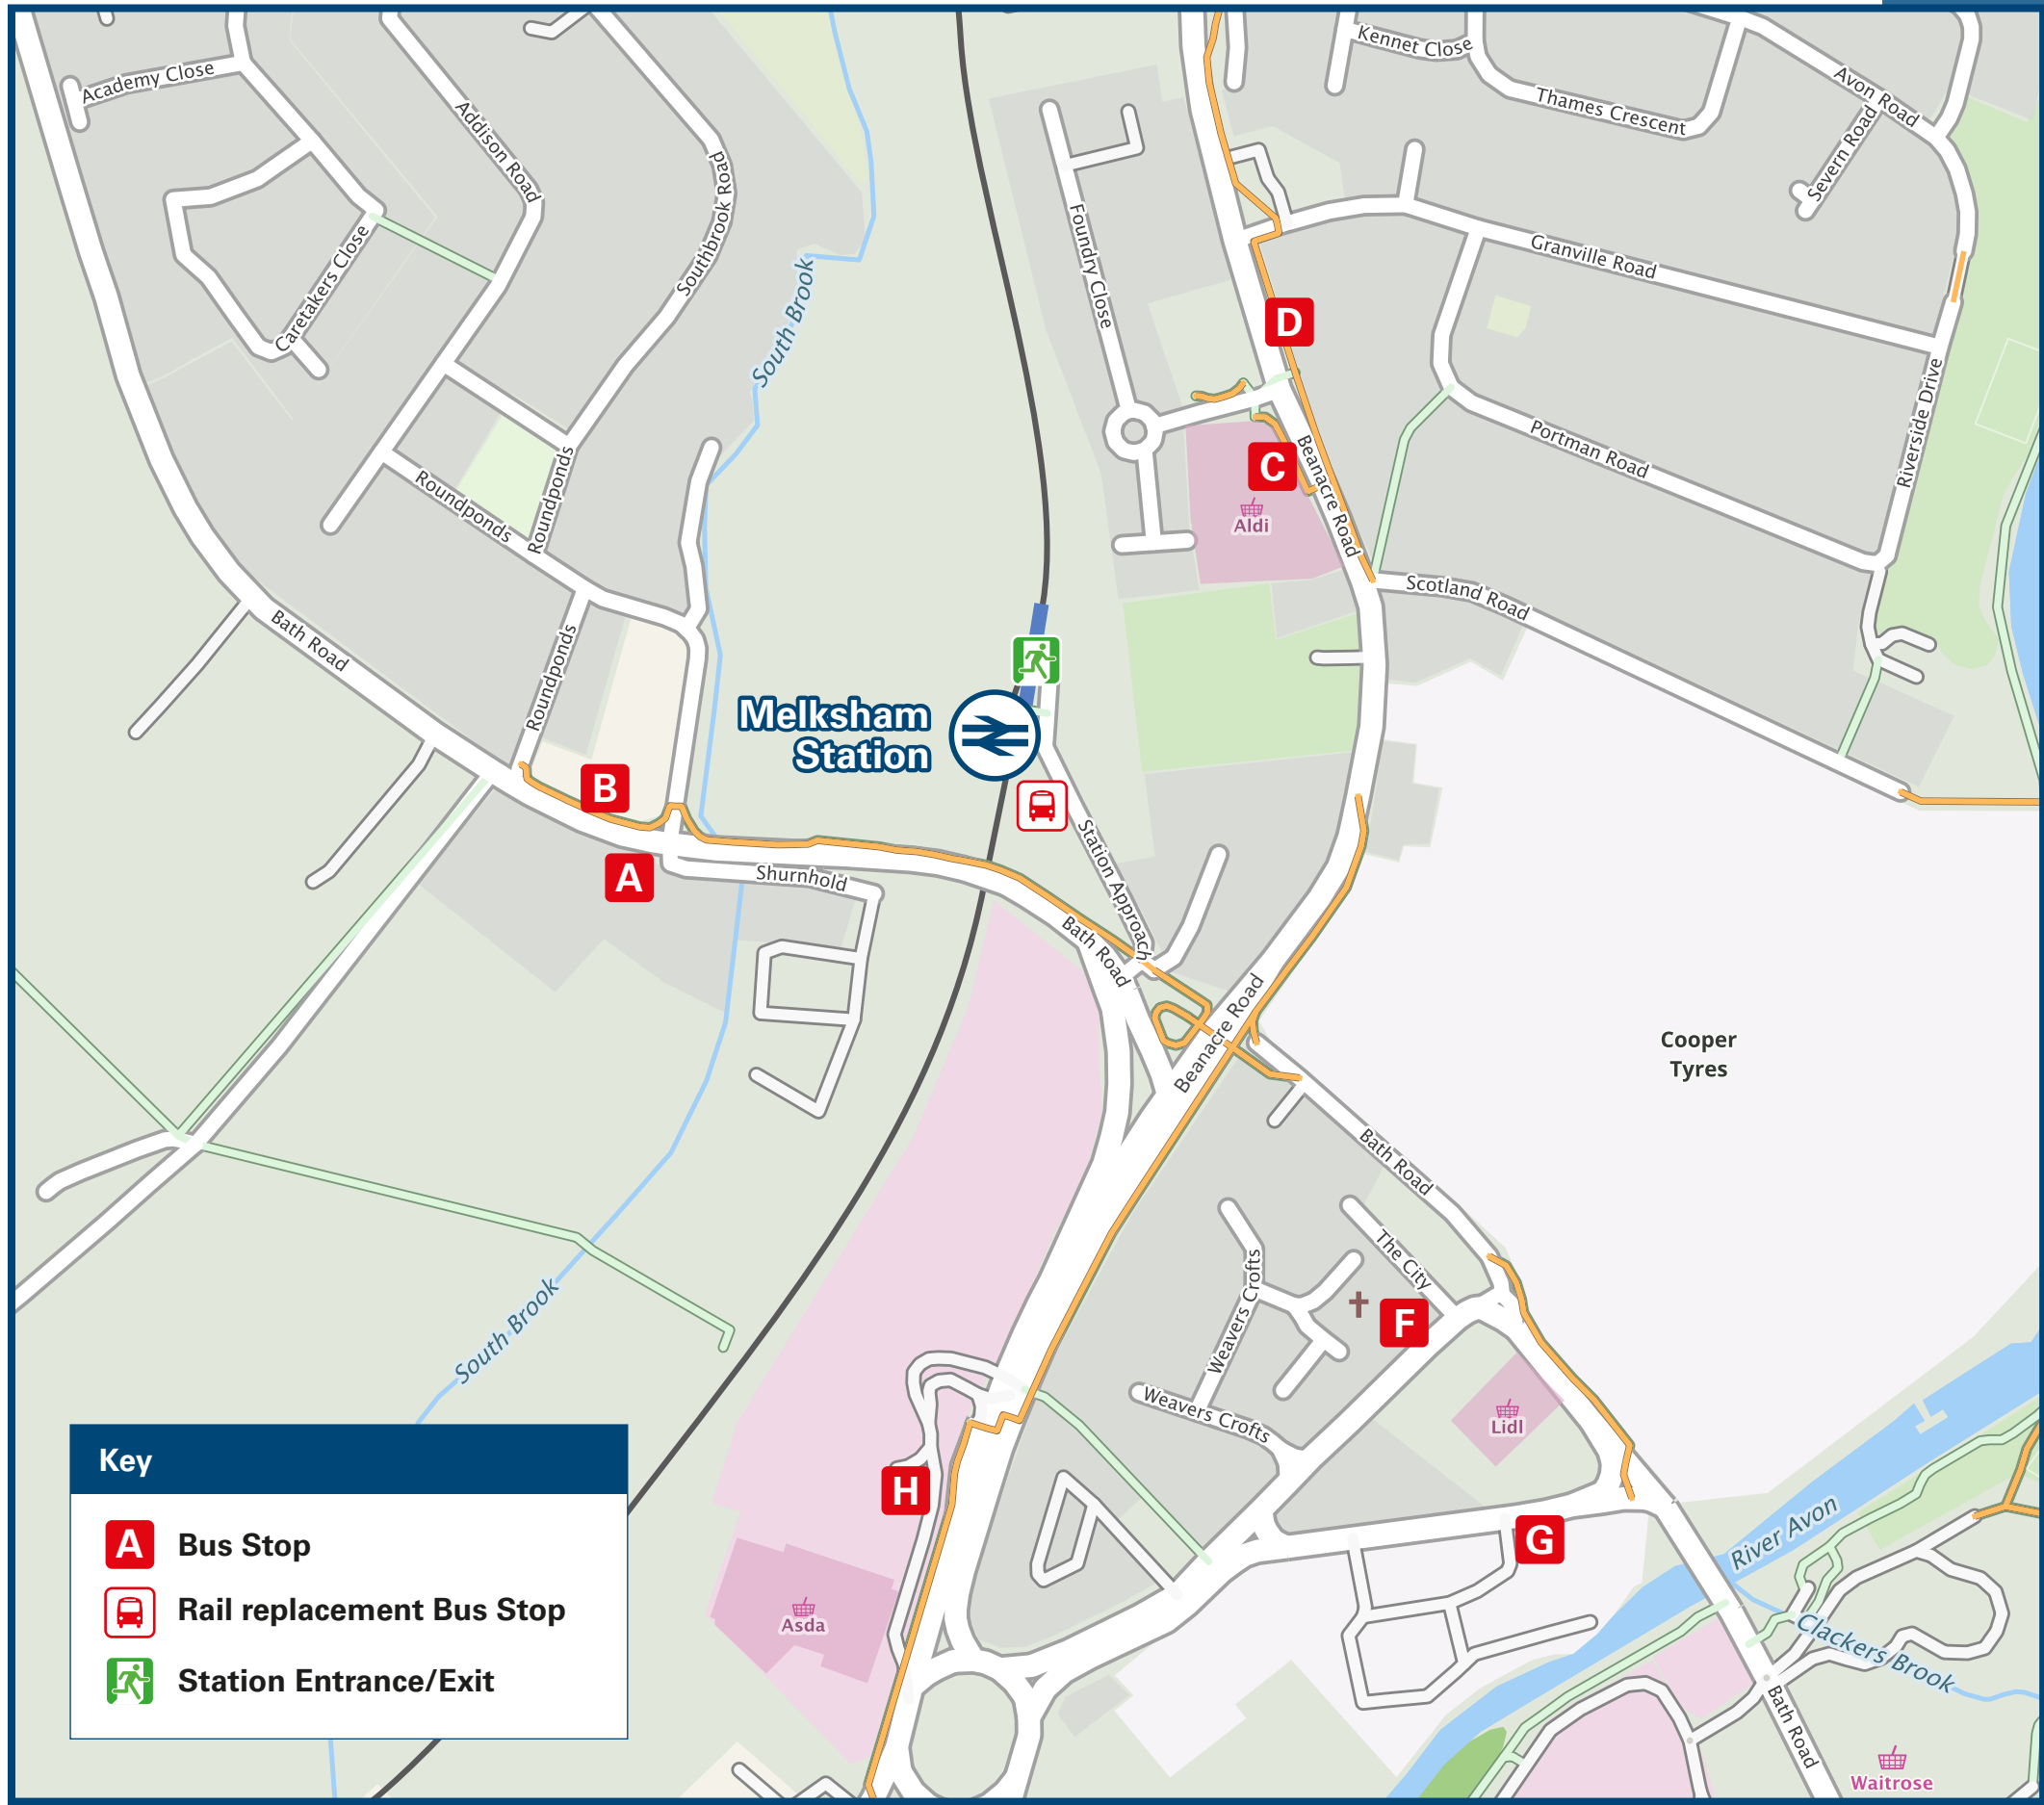 Kennet Close
Academy Close
Avon Road
Thames Crescent
Addison Road
Severn Road
Southbrook Road
Foundry Close
Granville Road
Caretakers Close
South Brook
D
Riverside Drive
Portman Road
Beanacre Road
C
Aldi
Roundponds
Roundponds
Scotland Road
Bath Road
Roundponds
Melksham
Station
B
A
Shurnhold
Station Approach
Bath Road
Beanacre Road
Cooper
Tyres
Bath Road
The City
Weavers Crofts
F
South Brook
Weavers Crofts
Lidl
H
G
River Avon
Asda
Clackers Brook
Bath Road
Waitrose
Key
A Bus Stop
Rail replacement Bus Stop
Station Entrance/Exit